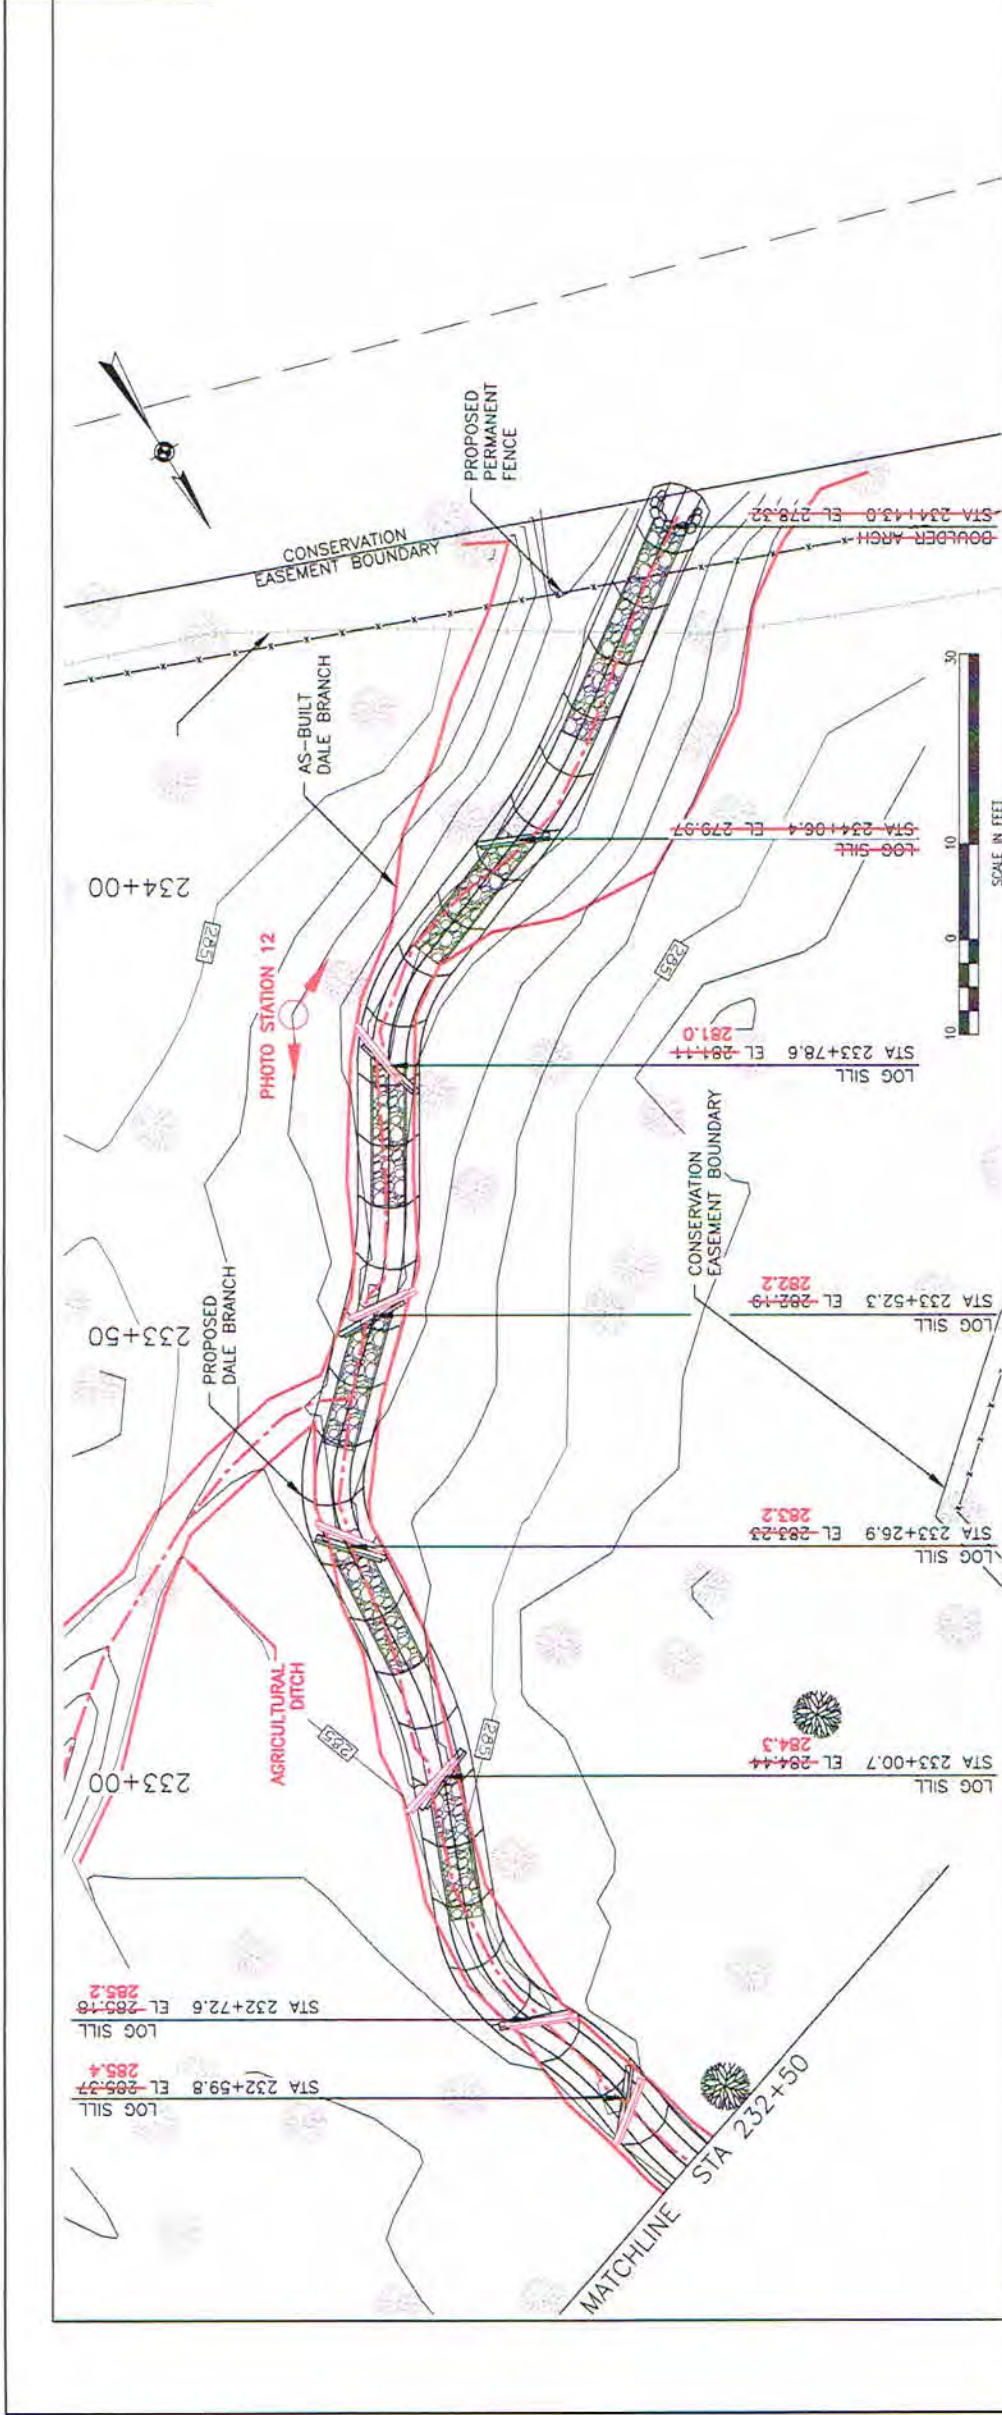 CONSERVATION
EASEMENT BOUNDARY
PROPOSED
PERMANENT
FENCE
BOULDER ARCH
STA 234+13.0 EL 278.32
AS-BUILT
DALE BRANCH
234+00
285
PHOTO STATION 12
LOG SILL
STA 234+06.4 EL 279.97
30
10
0
10
SCALE IN FEET
285
LOG SILL
STA 233+78.6 EL 281.11
281.0
CONSERVATION
EASEMENT BOUNDARY
PROPOSED
DALE BRANCH
233+50
LOG SILL
STA 233+52.3 EL 282.19
282.2
LOG SILL
STA 233+26.9 EL 283.23
283.2
AGRICULTURAL
DITCH
285
285
233+00
LOG SILL
STA 233+00.7 EL 284.44
284.3
LOG SILL
STA 232+72.6 EL 285.18
285.2
LOG SILL
STA 232+59.8 EL 285.37
285.4
MATCHLINE STA 232+50